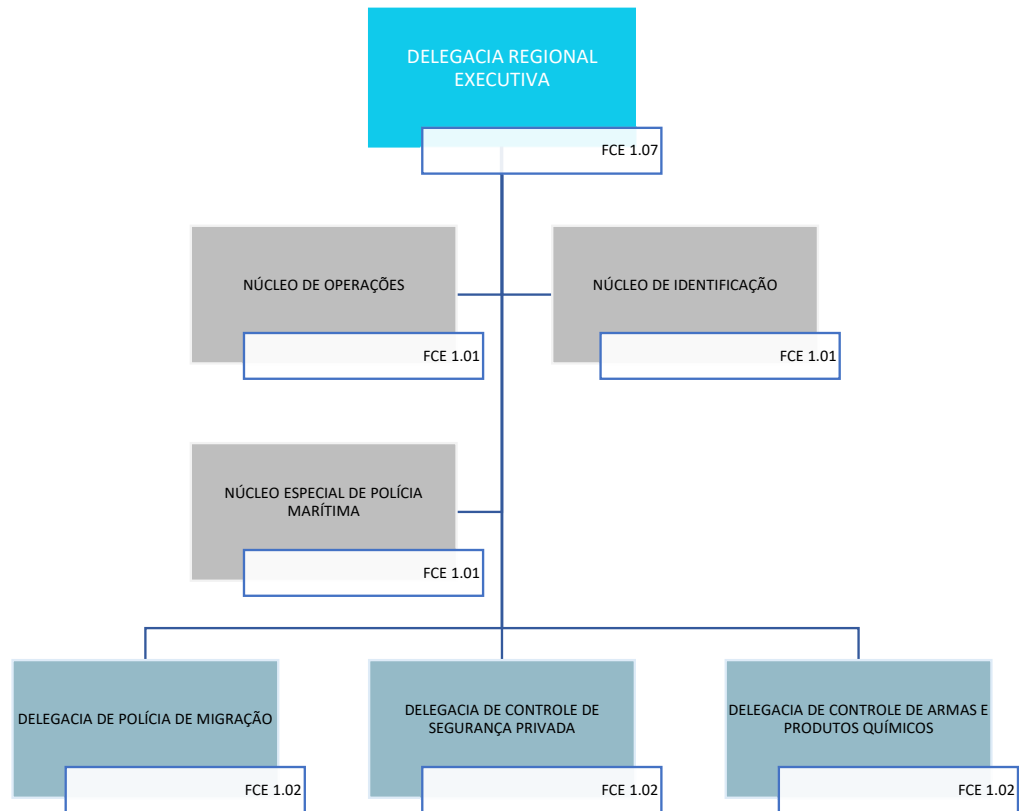 DELEGACIA REGIONAL
EXECUTIVA
FCE 1.07
NÚCLEO DE OPERAÇÕES
FCE 1.01
NÚCLEO DE IDENTIFICAÇÃO
FCE 1.01
NÚCLEO ESPECIAL DE POLÍCIA
MARÍTIMA
FCE 1.01
DELEGACIA DE POLÍCIA DE MIGRAÇÃO
FCE 1.02
DELEGACIA DE CONTROLE DE
SEGURANÇA PRIVADA
FCE 1.02
DELEGACIA DE CONTROLE DE ARMAS E
PRODUTOS QUÍMICOS
FCE 1.02